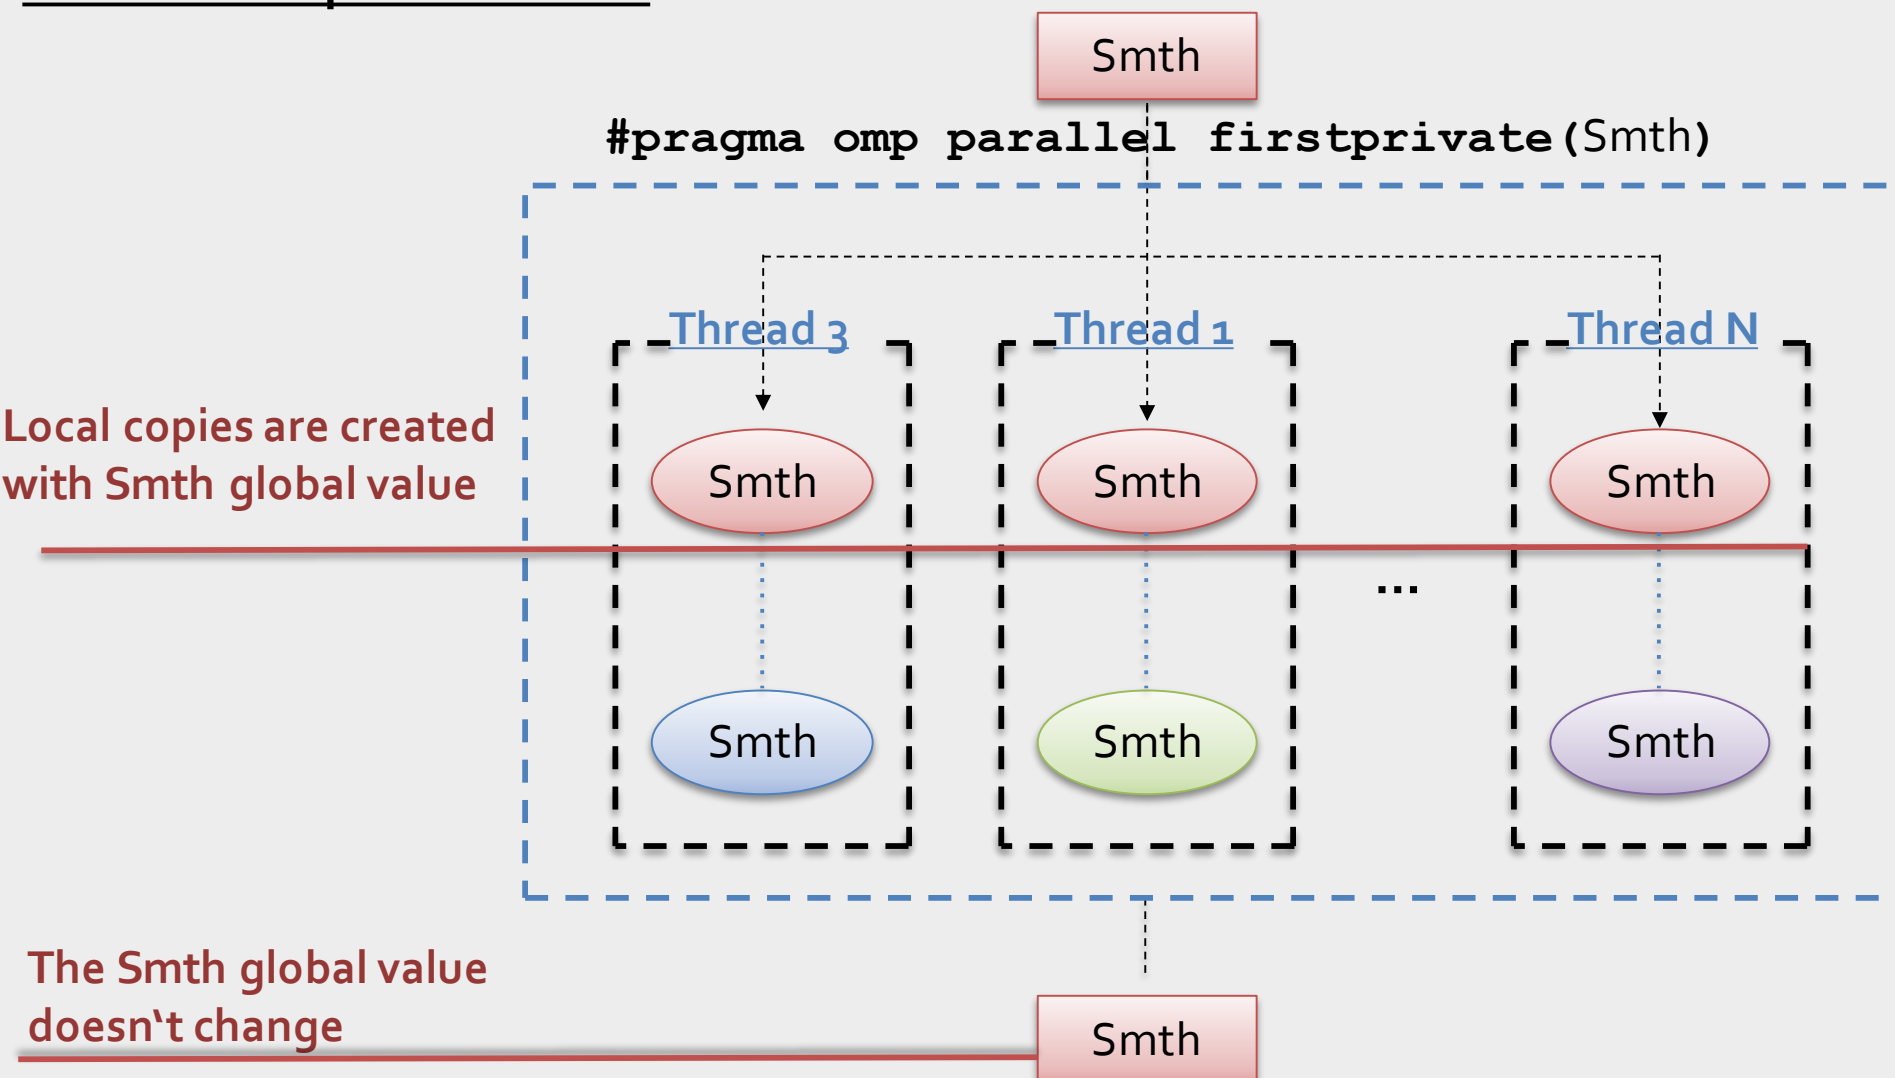 Smth
#pragma omp parallel firstprivate(Smth)
Thread 3
Thread 1
Thread N
Local copies are created
with Smth global value
Smth
Smth
Smth
...
Smth
Smth
Smth
The Smth global value
doesn't change
Smth